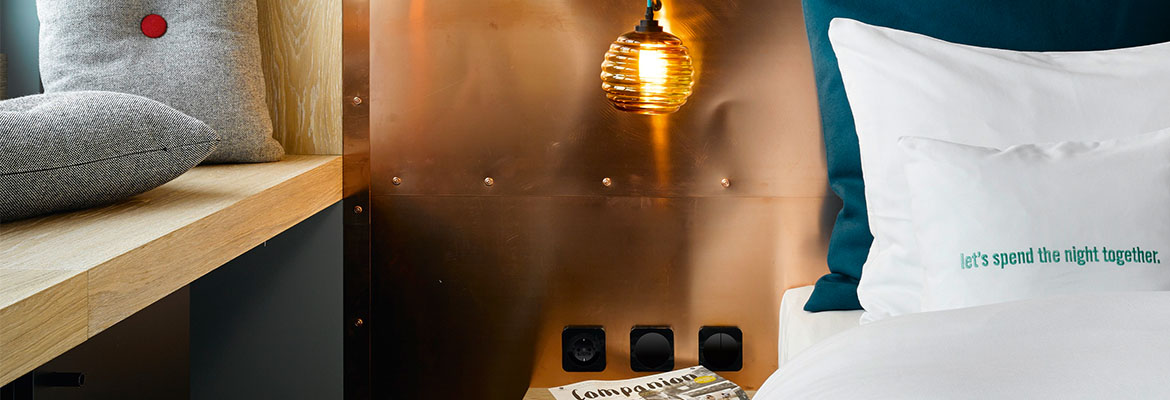 let's spend the night together.
Companion